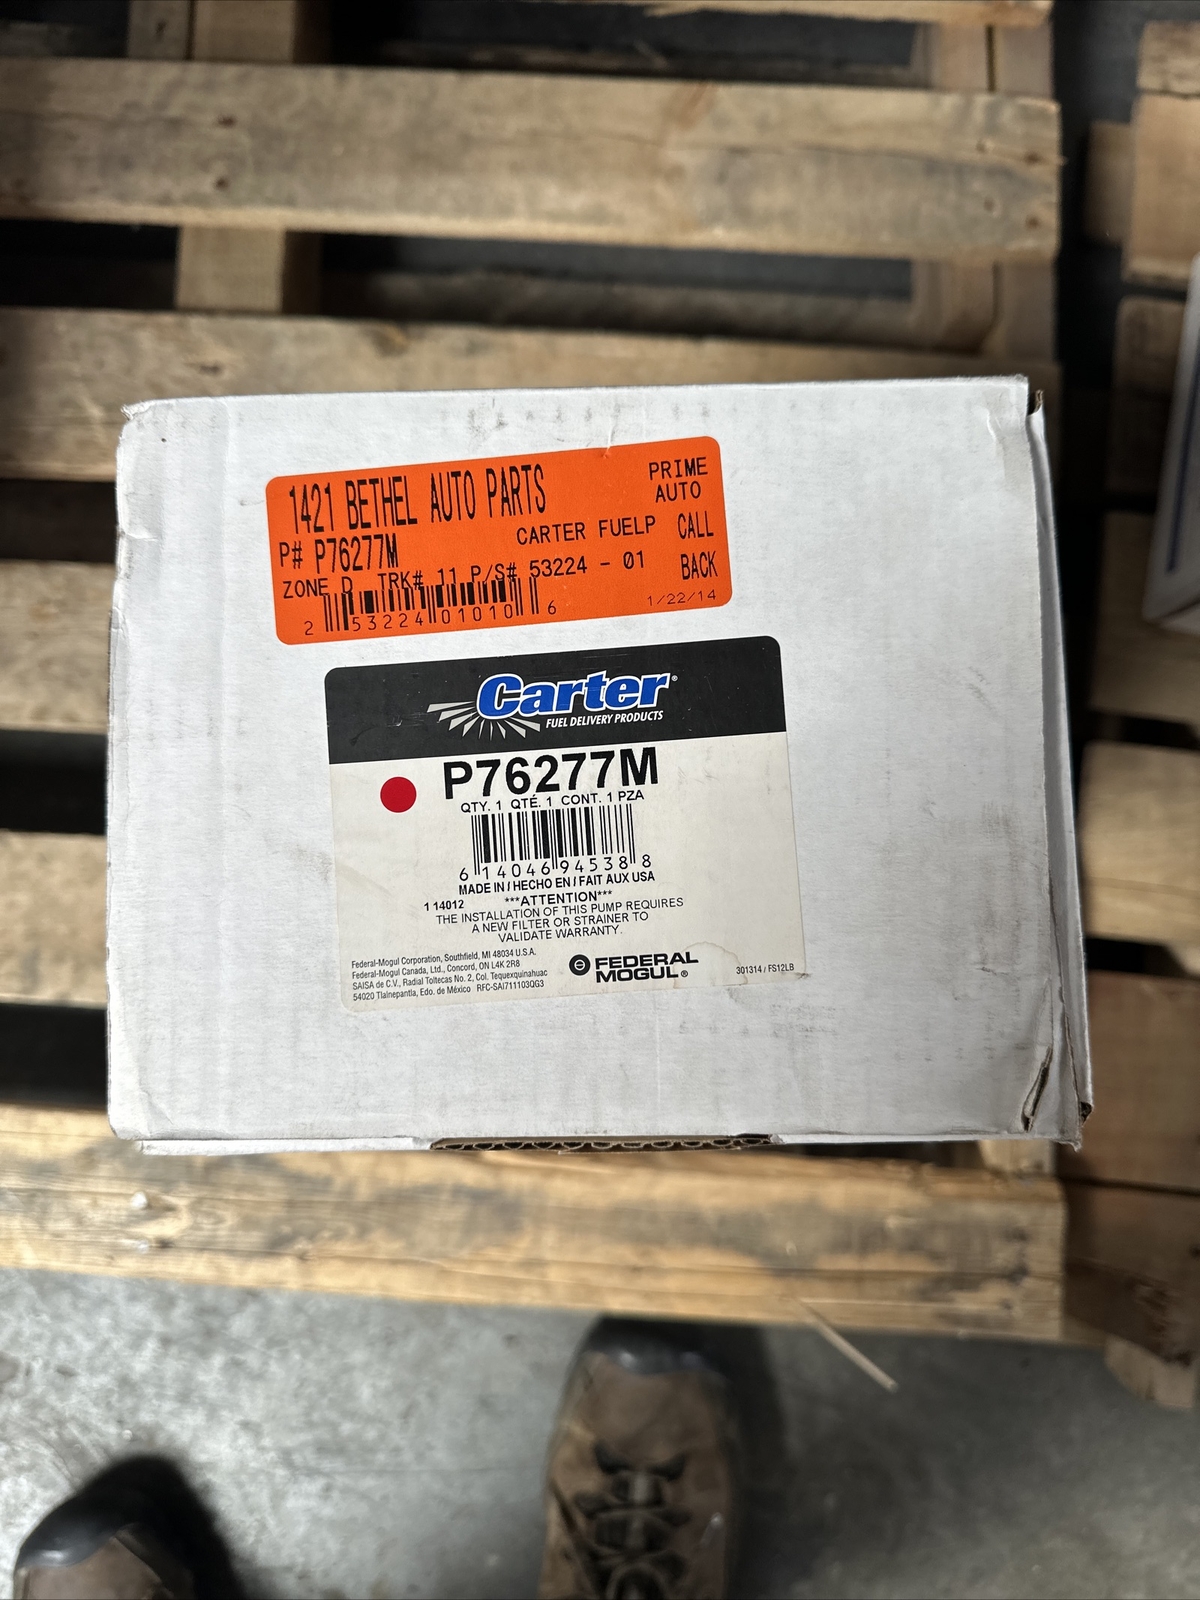 1421 BETHEL AUTO PARTS
PRIME
AUTO
P# P76277M
CARTER FUELP
CALL
BACK
ZONE D TRK# 11 P/S# 53224 - 01
2 53224 01010 6
1/22/14
Carter®
FUEL DELIVERY PRODUCTS
P76277M
QTY. 1 QTÉ. 1 CONT. 1 PZA
6 14046 94538 8
MADE IN / HECHO EN / FAIT AUX USA
1 14012
***ATTENTION***
THE INSTALLATION OF THIS PUMP REQUIRES
A NEW FILTER OR STRAINER TO
VALIDATE WARRANTY.
Federal-Mogul Corporation, Southfield, MI 48034 U.S.A.
Federal-Mogul Canada, Ltd., Concord, ON L4K 2R8
SAISA de C.V., Radial Toltecas No. 2, Col. Tequexquinahuac
54020 Tlalnepantla, Edo. de México RFC-SAI711103QG3
FEDERAL
MOGUL®
301314 / FS12LB